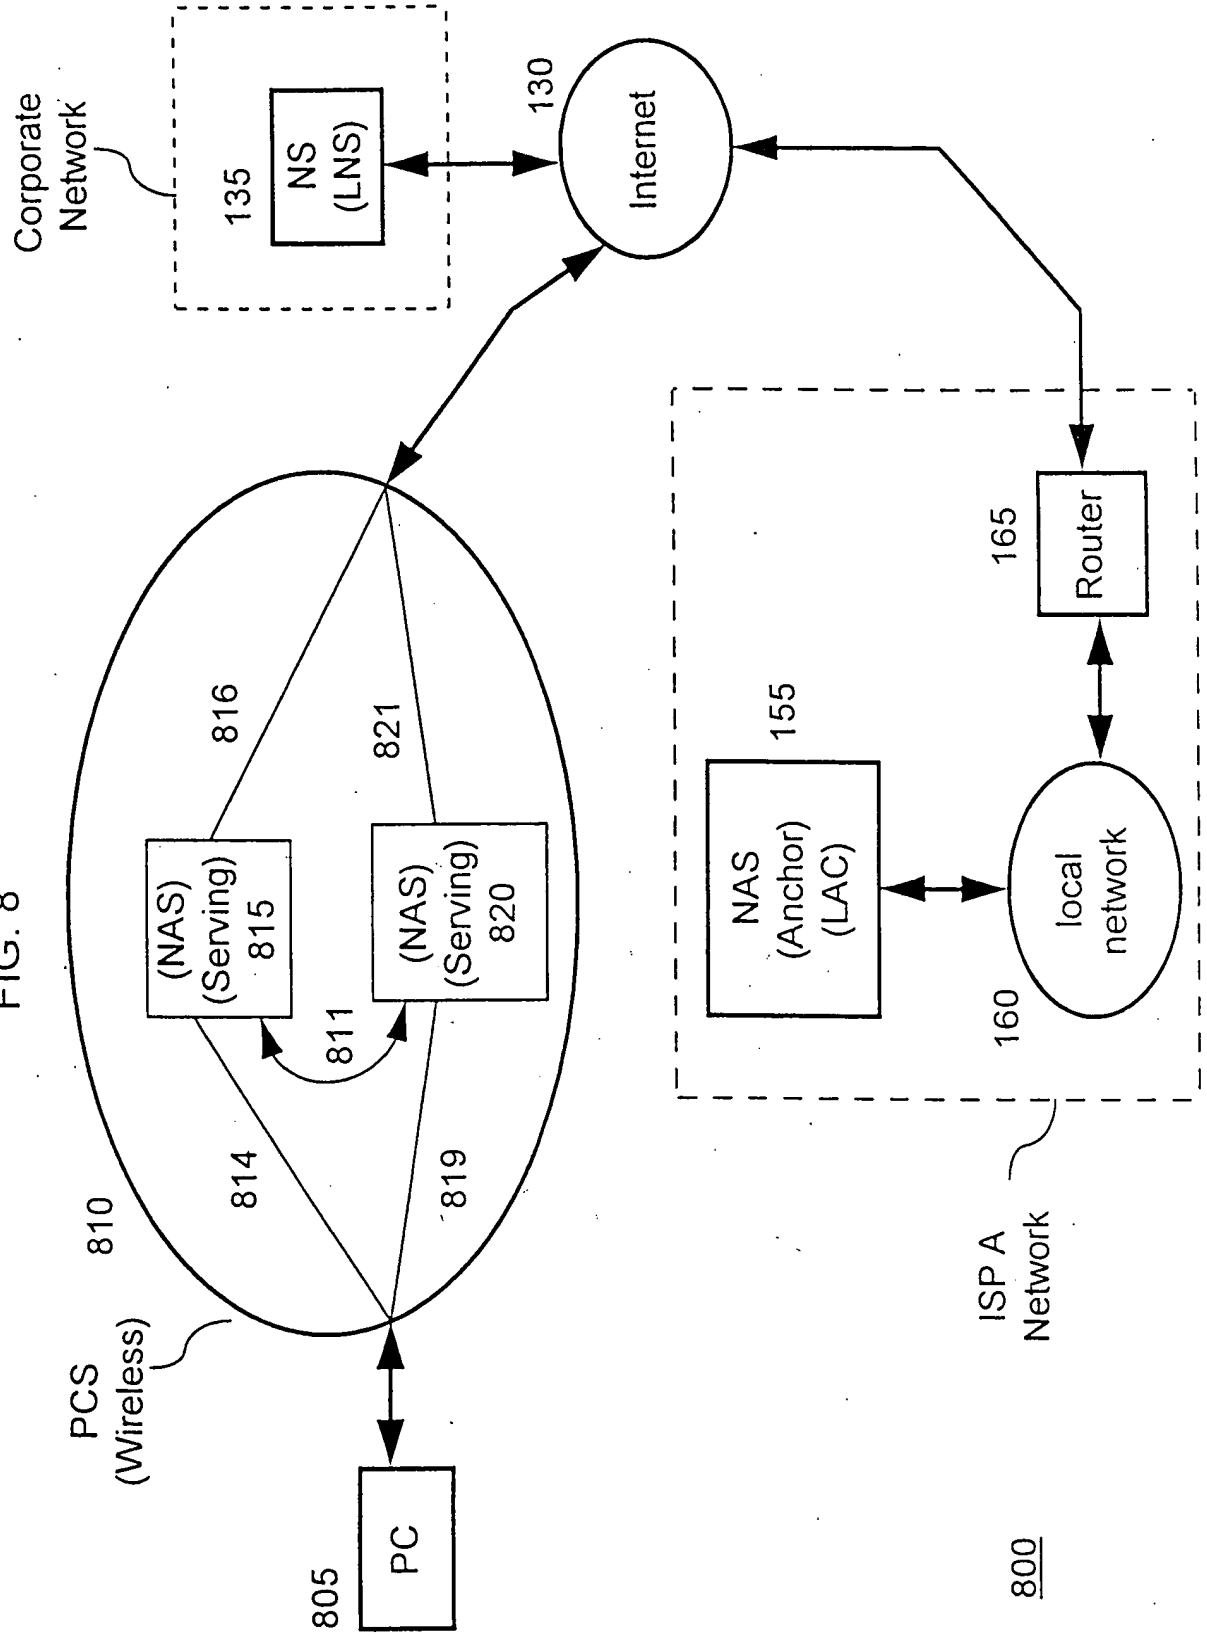 FIG. 8
PCS
(Wireless)
810
Corporate
Network
135
NS
(LNS)
(NAS)
(Serving)
815
814
816
811
(NAS)
(Serving)
820
819
821
805
PC
130
Internet
155
NAS
(Anchor)
(LAC)
160
local
network
165
Router
ISP A
Network
800